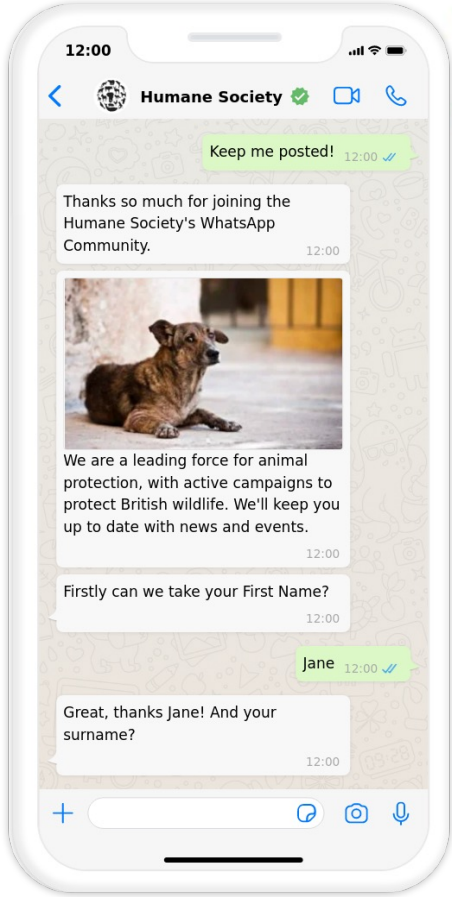 12:00
Humane Society
Keep me posted! 12:00
Thanks so much for joining the
Humane Society's WhatsApp
Community.
12:00
We are a leading force for animal
protection, with active campaigns to
protect British wildlife. We'll keep you
up to date with news and events.
12:00
Firstly can we take your First Name?
12:00
Jane 12:00
Great, thanks Jane! And your
surname?
12:00